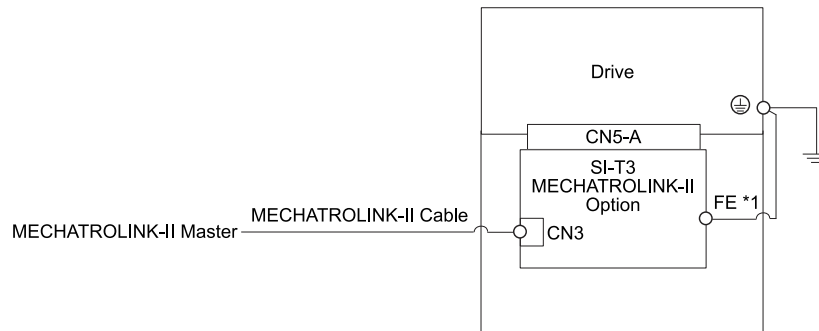 Drive
CN5-A
SI-T3
MECHATROLINK-II
Option
FE *1
MECHATROLINK-II Cable
CN3
MECHATROLINK-II Master